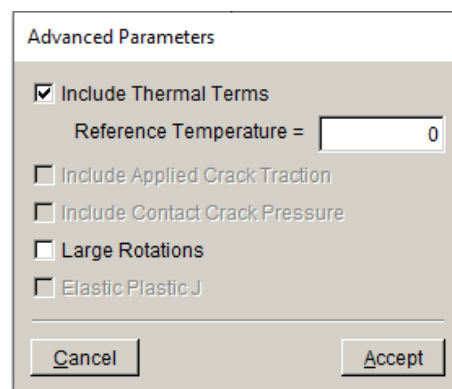 Advanced Parameters
Include Thermal Terms
Reference Temperature = 0
Include Applied Crack Traction
Include Contact Crack Pressure
Large Rotations
Elastic Plastic J
Cancel Accept